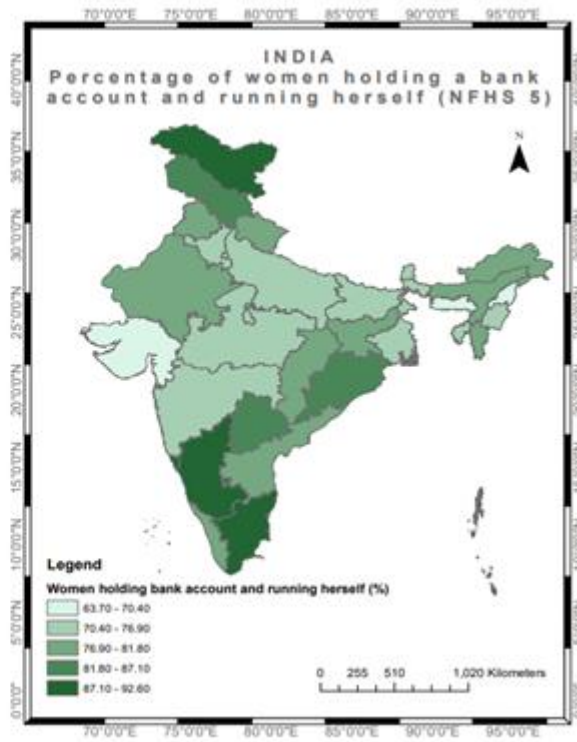 70°0'0"E 75°0'0"E 80°0'0"E 85°0'0"E 90°0'0"E 95°0'0"E
INDIA
Percentage of women holding a bank
account and running herself (NFHS 5)
N
40°0'0"N
35°0'0"N
30°0'0"N
25°0'0"N
20°0'0"N
15°0'0"N
10°0'0"N
5°0'0"N
0°0'0"
Legend
Women holding bank account and running herself (%)
63.70 - 70.40
70.40 - 76.90
76.90 - 81.80
81.80 - 87.10
87.10 - 92.60
0 255 510 1,020 Kilometers
70°0'0"E 75°0'0"E 80°0'0"E 85°0'0"E 90°0'0"E 95°0'0"E